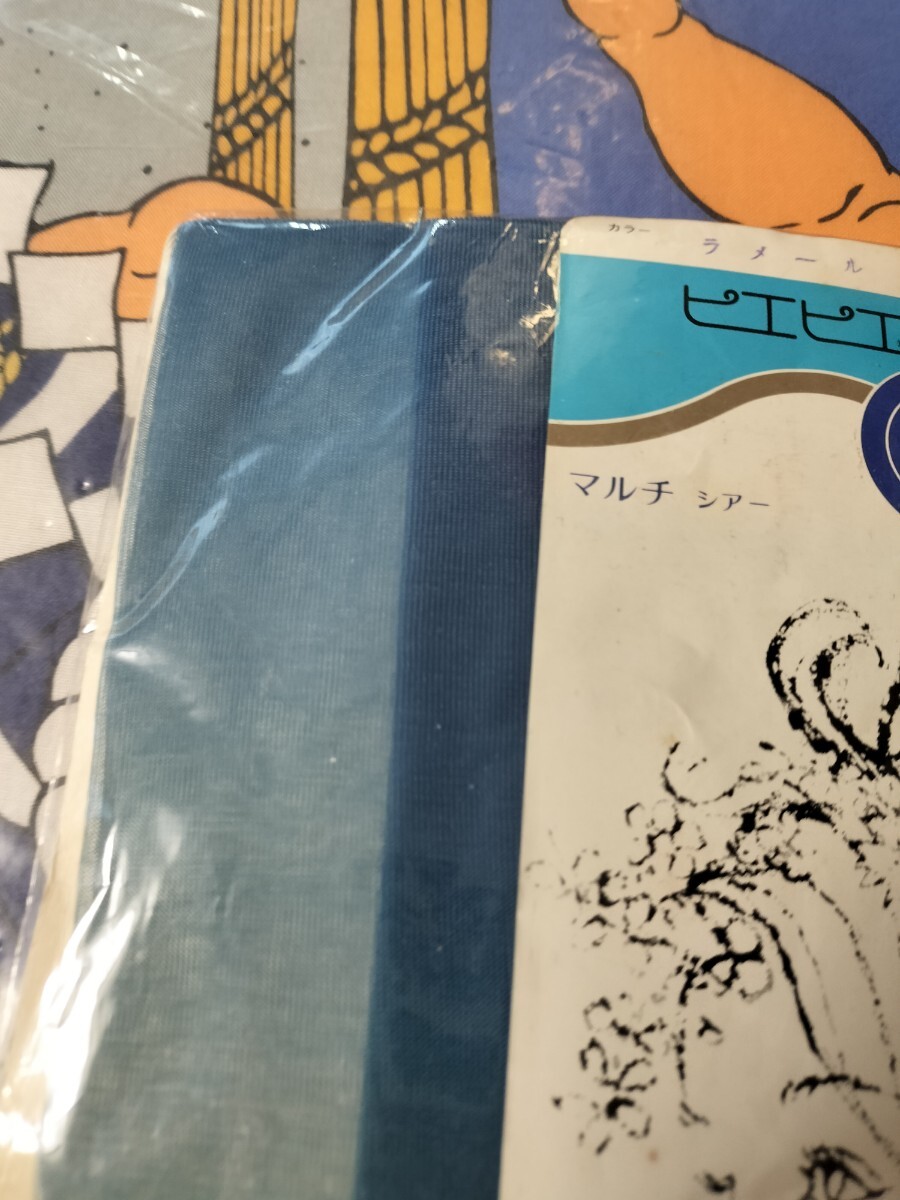 カラー ラメール
ピエピエ
マルチ シアー